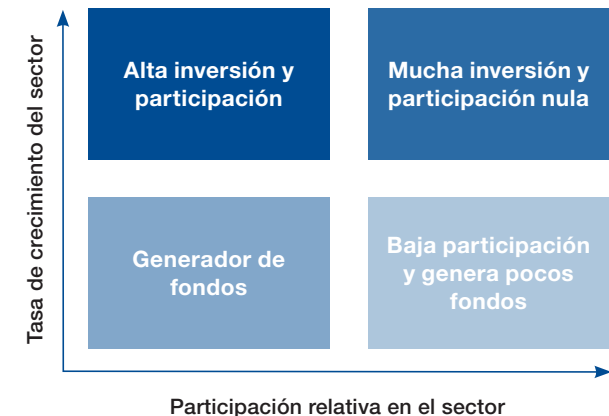 Tasa de crecimiento del sector
Alta inversión y
participación
Mucha inversión y
participación nula
Generador de
fondos
Baja participación
y genera pocos
fondos
Participación relativa en el sector